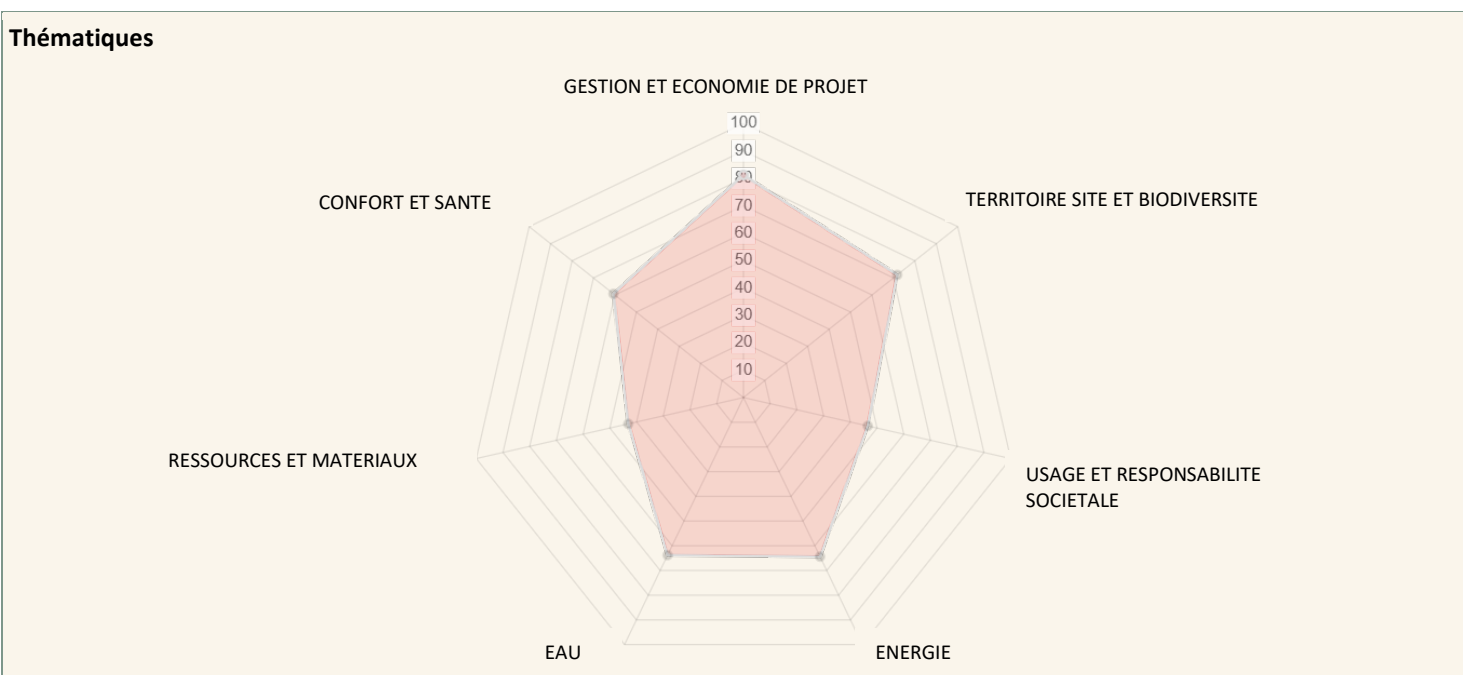 Thématiques
GESTION ET ECONOMIE DE PROJET
100
90
80
70
60
50
40
30
20
10
CONFORT ET SANTE
TERRITOIRE SITE ET BIODIVERSITE
RESSOURCES ET MATERIAUX
USAGE ET RESPONSABILITE
SOCIETALE
EAU
ENERGIE